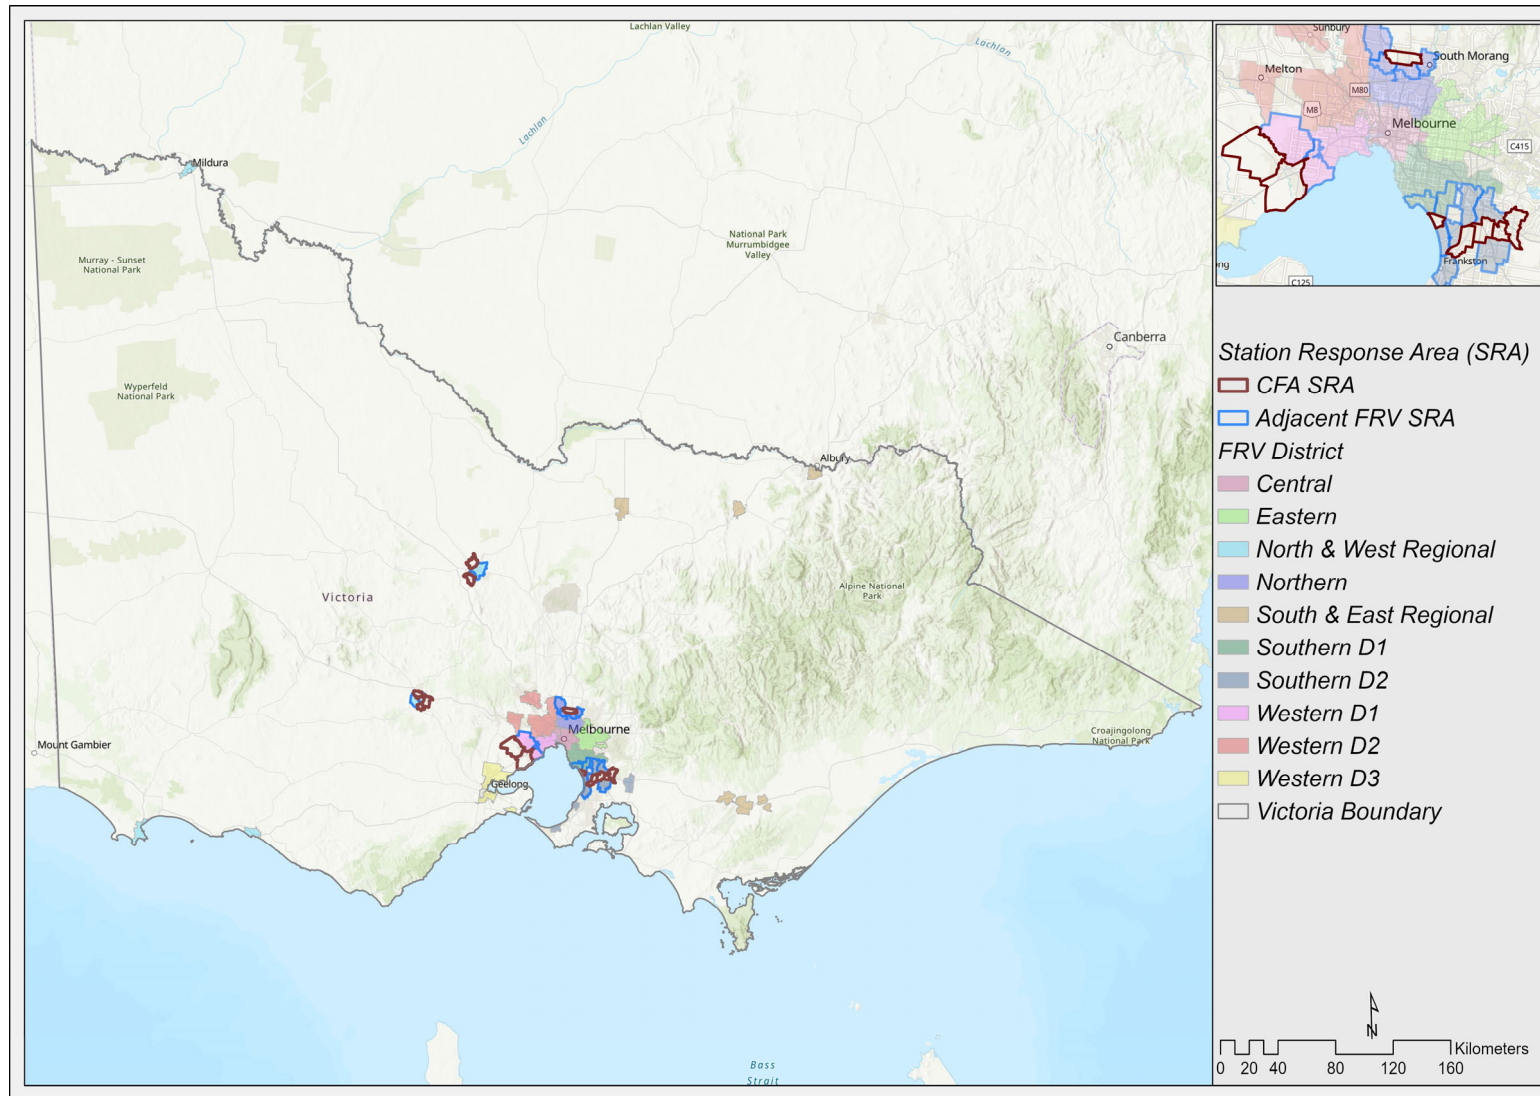 Lachlan Valley
Lachlan
Lachlan
Mildura
National Park
Murrumbidgee
Valley
Murray - Sunset
National Park
Canberra
Wyperfeld
National Park
Albury
Victoria
Alpine National
Park
Melbourne
Mount Gambier
Geelong
Croajingolong
National Park
Bass
Strait
Sunbury
South Morang
Melton
M80
M8
Melbourne
C415
Frankston
ng
C125
Station Response Area (SRA)
CFA SRA
Adjacent FRV SRA
FRV District
Central
Eastern
North & West Regional
Northern
South & East Regional
Southern D1
Southern D2
Western D1
Western D2
Western D3
Victoria Boundary
N
Kilometers
0 20 40 80 120 160